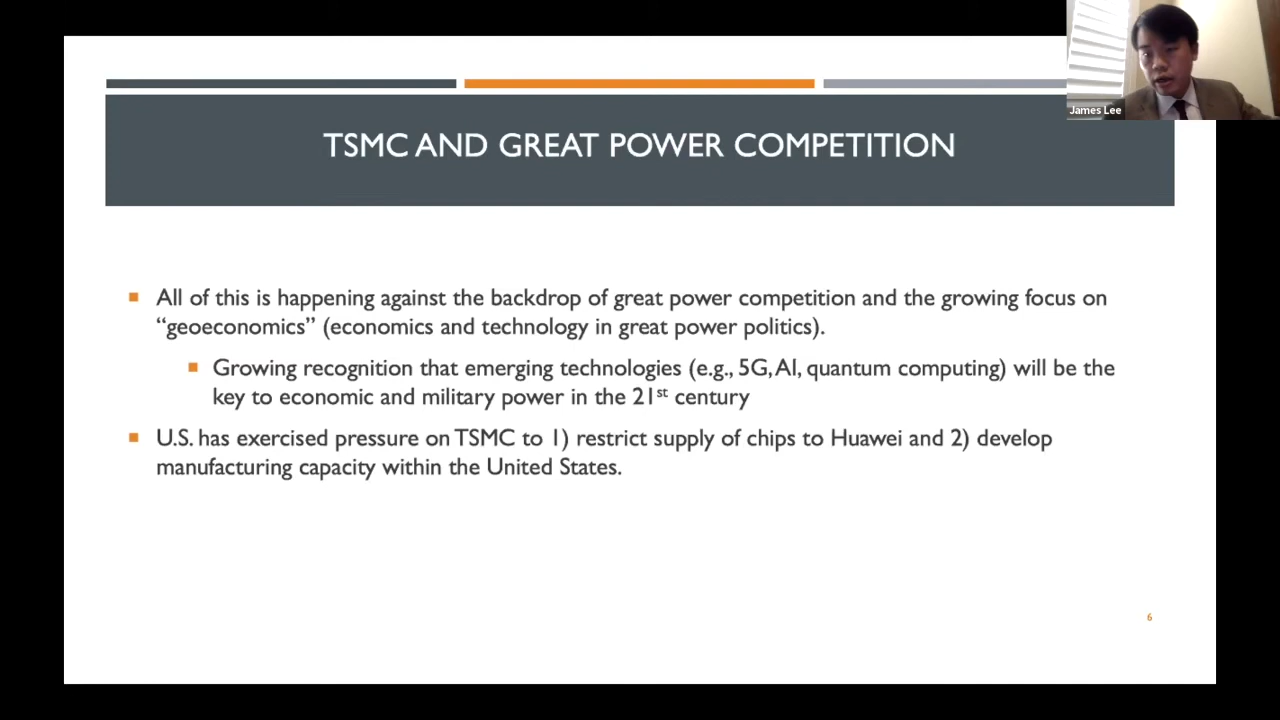 James Lee
TSMC AND GREAT POWER COMPETITION
All of this is happening against the backdrop of great power competition and the growing focus on
“geoeconomics” (economics and technology in great power politics).
Growing recognition that emerging technologies (e.g., 5G, AI, quantum computing) will be the
key to economic and military power in the 21st century
U.S. has exercised pressure on TSMC to 1) restrict supply of chips to Huawei and 2) develop
manufacturing capacity within the United States.
6